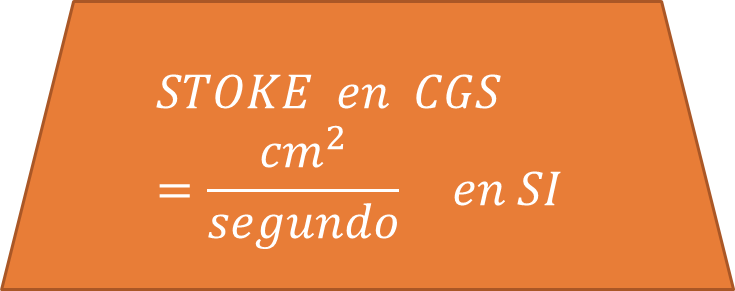 STOKE en CGS
= cm² / segundo en SI